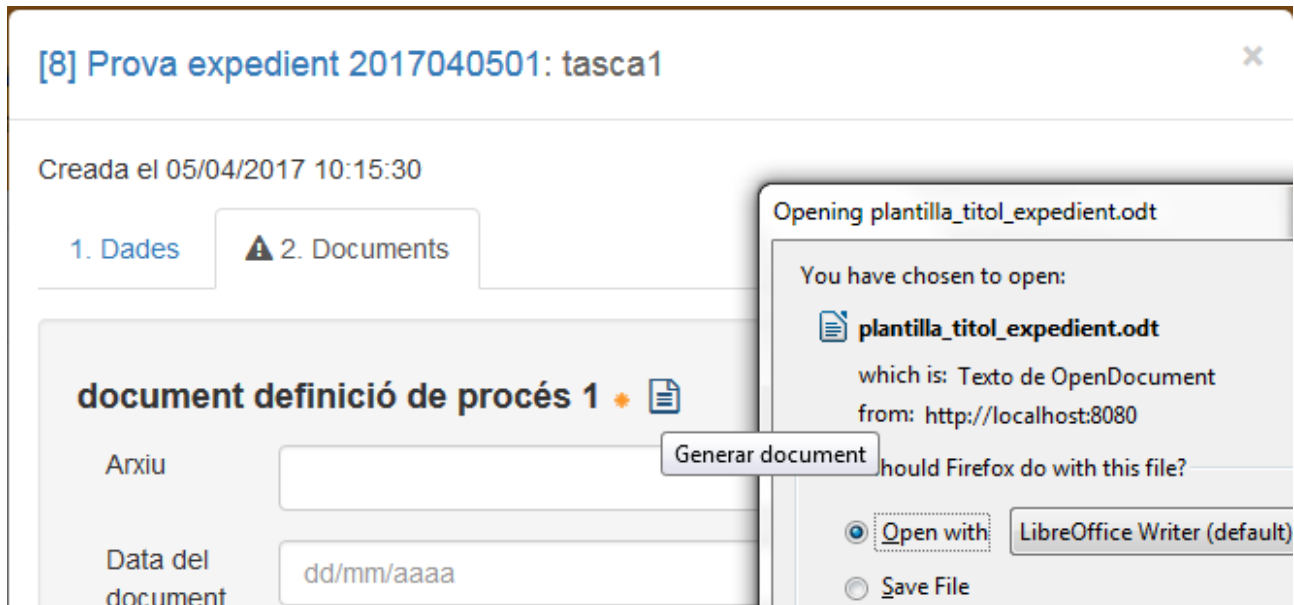 [8] Prova expedient 2017040501: tasca1
×
Creada el 05/04/2017 10:15:30
1. Dades
2. Documents
document definició de procés 1
Arxiu
Data del
document
dd/mm/aaaa
Generar document
Opening plantilla_titol_expedient.odt
You have chosen to open:
plantilla_titol_expedient.odt
which is: Texto de OpenDocument
from: http://localhost:8080
hould Firefox do with this file?
Open with
LibreOffice Writer (default)
Save File